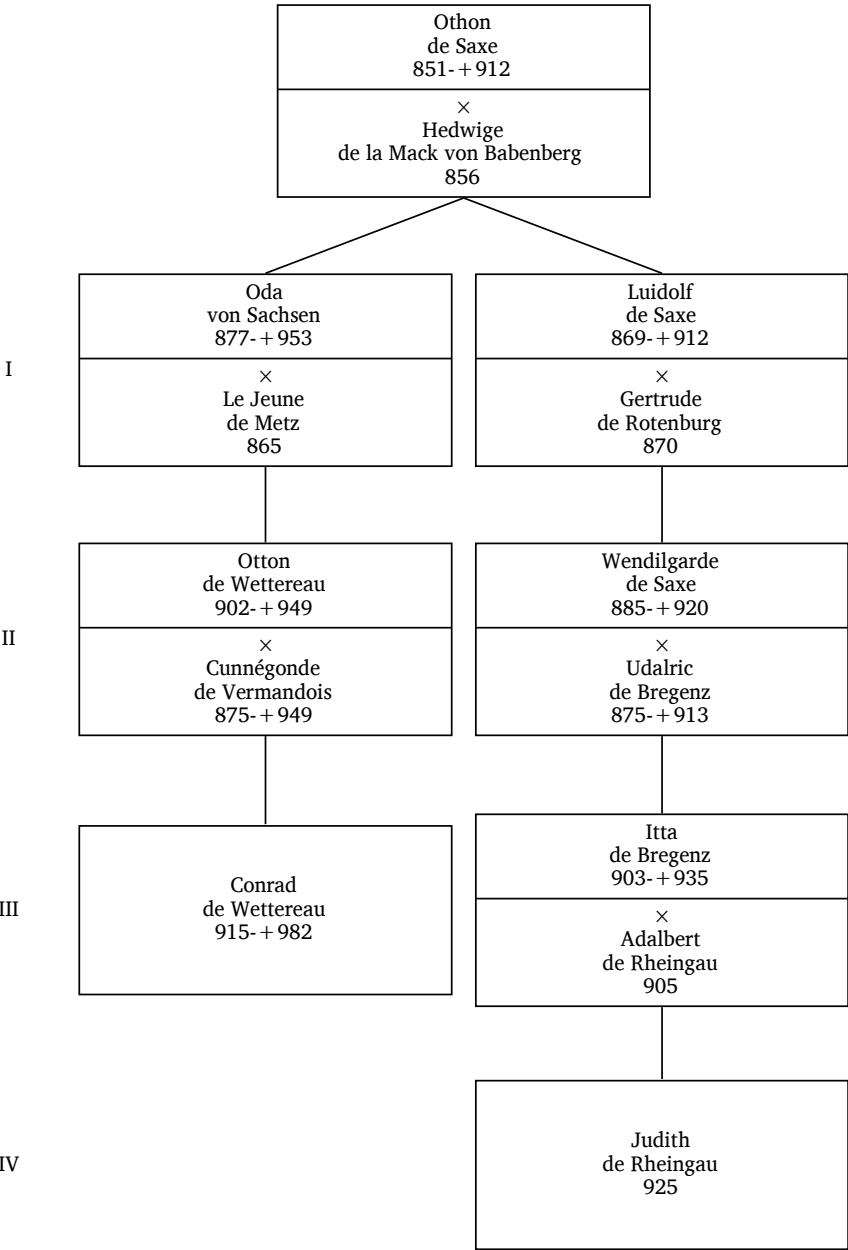 Othon
de Saxe
851-+912
×
Hedwige
de la Mack von Babenberg
856
I
Oda
von Sachsen
877-+953
×
Le Jeune
de Metz
865
Luidolf
de Saxe
869-+912
×
Gertrude
de Rotenburg
870
II
Otton
de Wettereau
902-+949
×
Cunnégonde
de Vermandois
875-+949
Wendilgarde
de Saxe
885-+920
×
Udalric
de Bregenz
875-+913
III
Conrad
de Wettereau
915-+982
Itta
de Bregenz
903-+935
×
Adalbert
de Rheingau
905
IV
Judith
de Rheingau
925